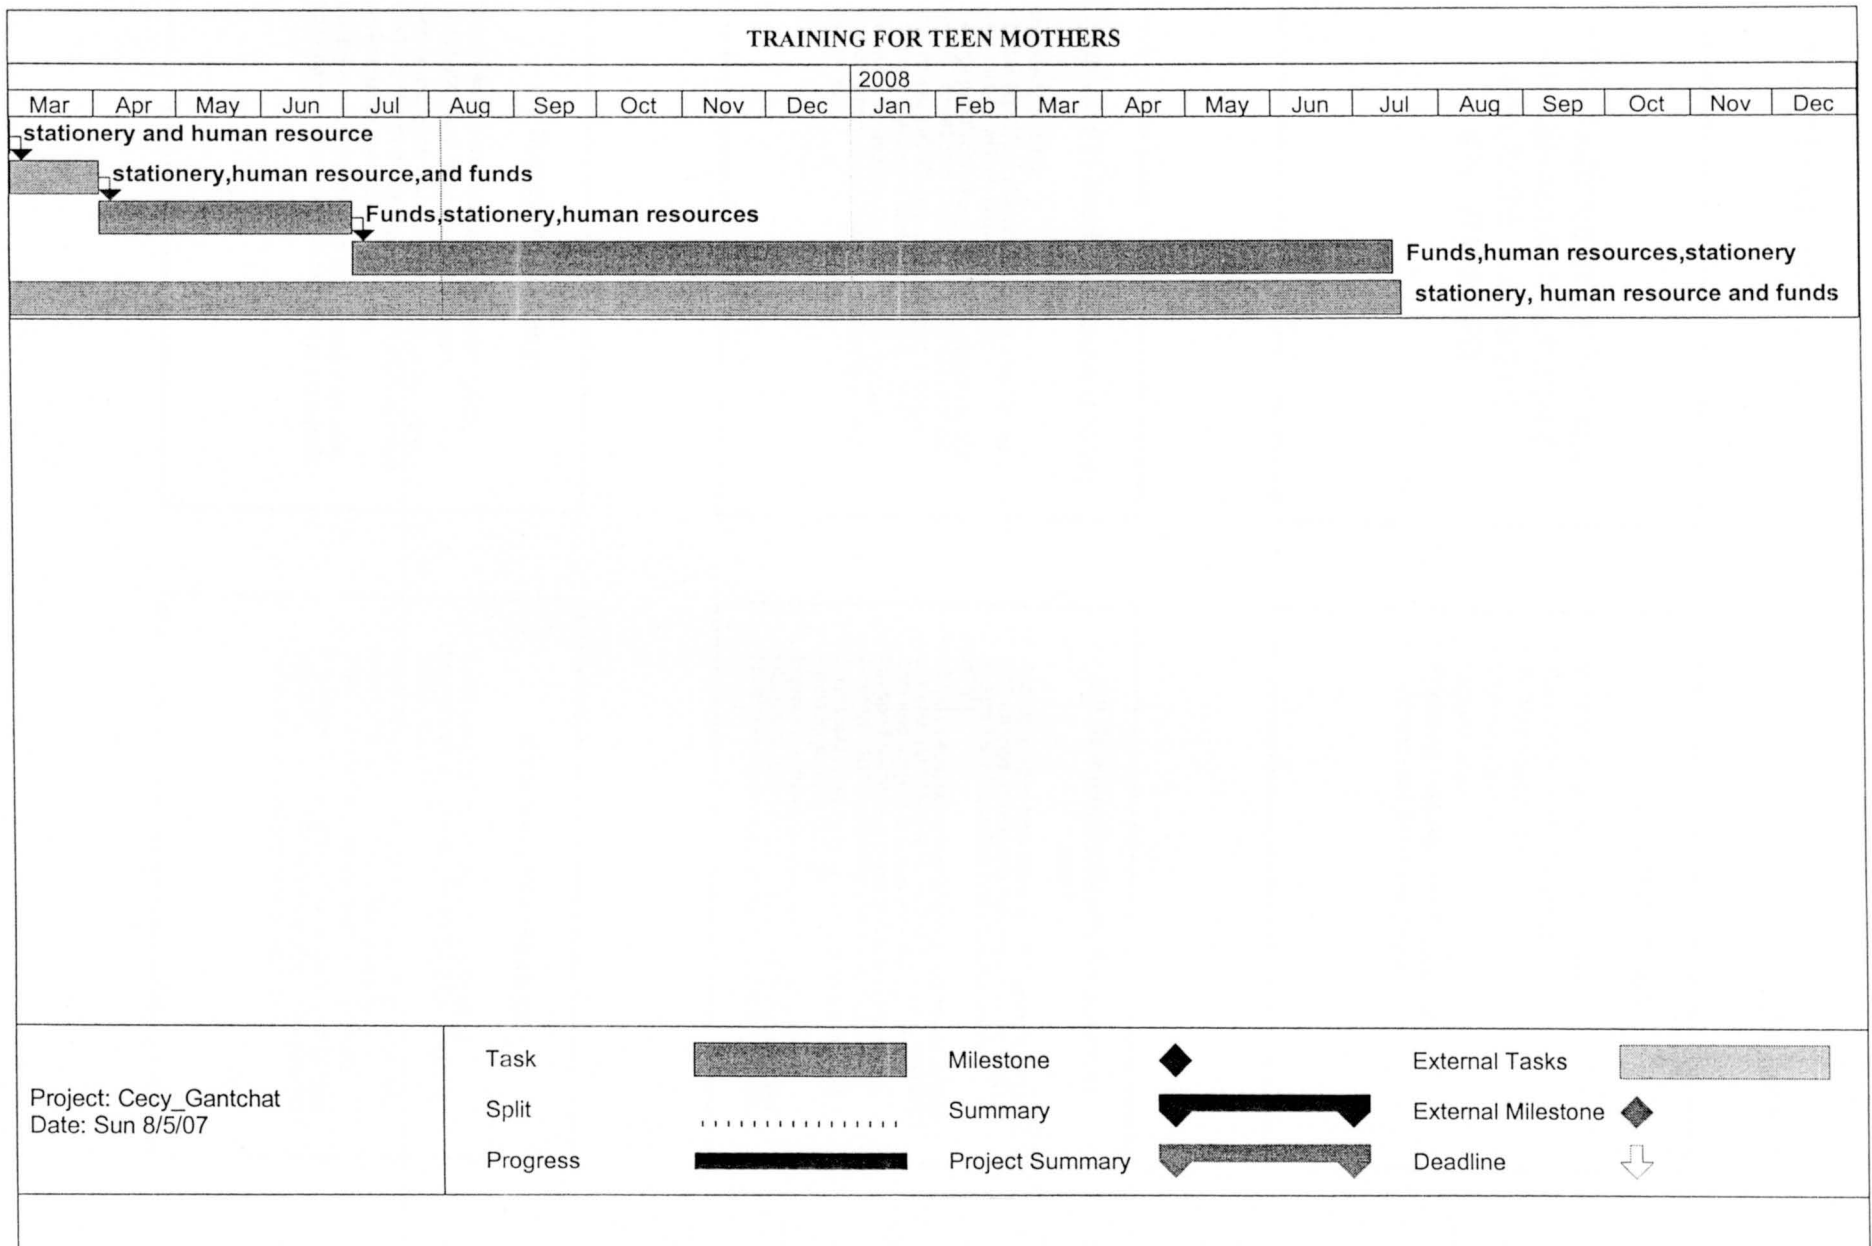 TRAINING FOR TEEN MOTHERS
2008
Mar Apr May Jun Jul Aug Sep Oct Nov Dec Jan Feb Mar Apr May Jun Jul Aug Sep Oct Nov Dec
stationery and human resource
stationery,human resource,and funds
Funds,stationery,human resources
Funds,human resources,stationery
stationery, human resource and funds
Project: Cecy_Gantchat
Date: Sun 8/5/07
Task
Split
Progress
Milestone
Summary
Project Summary
External Tasks
External Milestone
Deadline